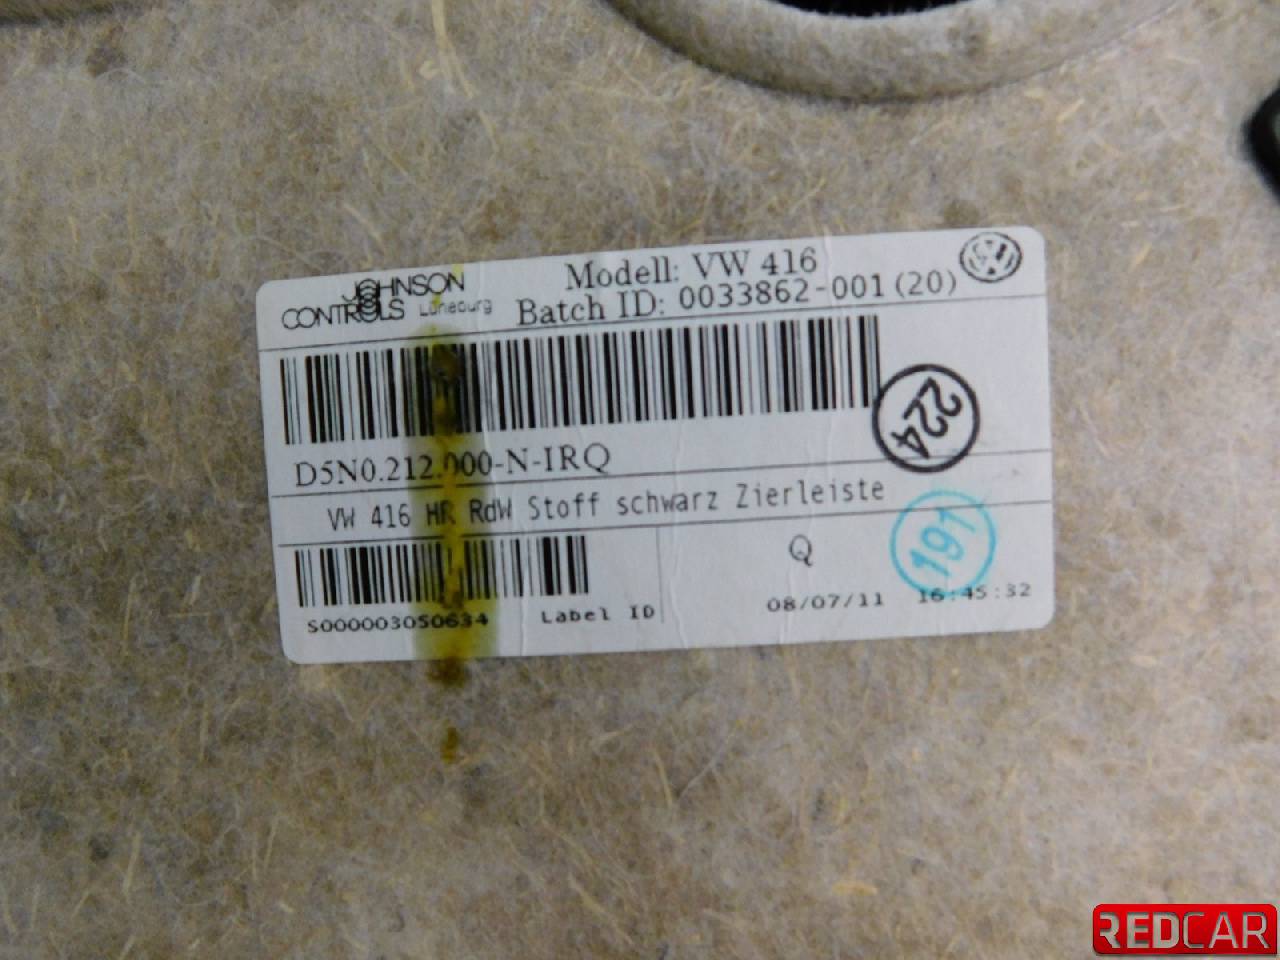 JOHNSON
CONTROLS Lüneburg
Modell: VW 416
Batch ID: 0033862-001 (20)
224
D5N0.212.000-N-IRQ
VW 416 HR RdW Stoff schwarz Zierleiste
191
Q
S000003050634 Label ID
08/07/11 16:45:32
REDCAR